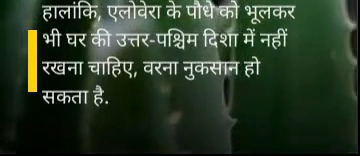 हालांकि, एलोवेरा के पौधे को भूलकर
भी घर की उत्तर-पश्चिम दिशा में नहीं
रखना चाहिए, वरना नुकसान हो
सकता है.